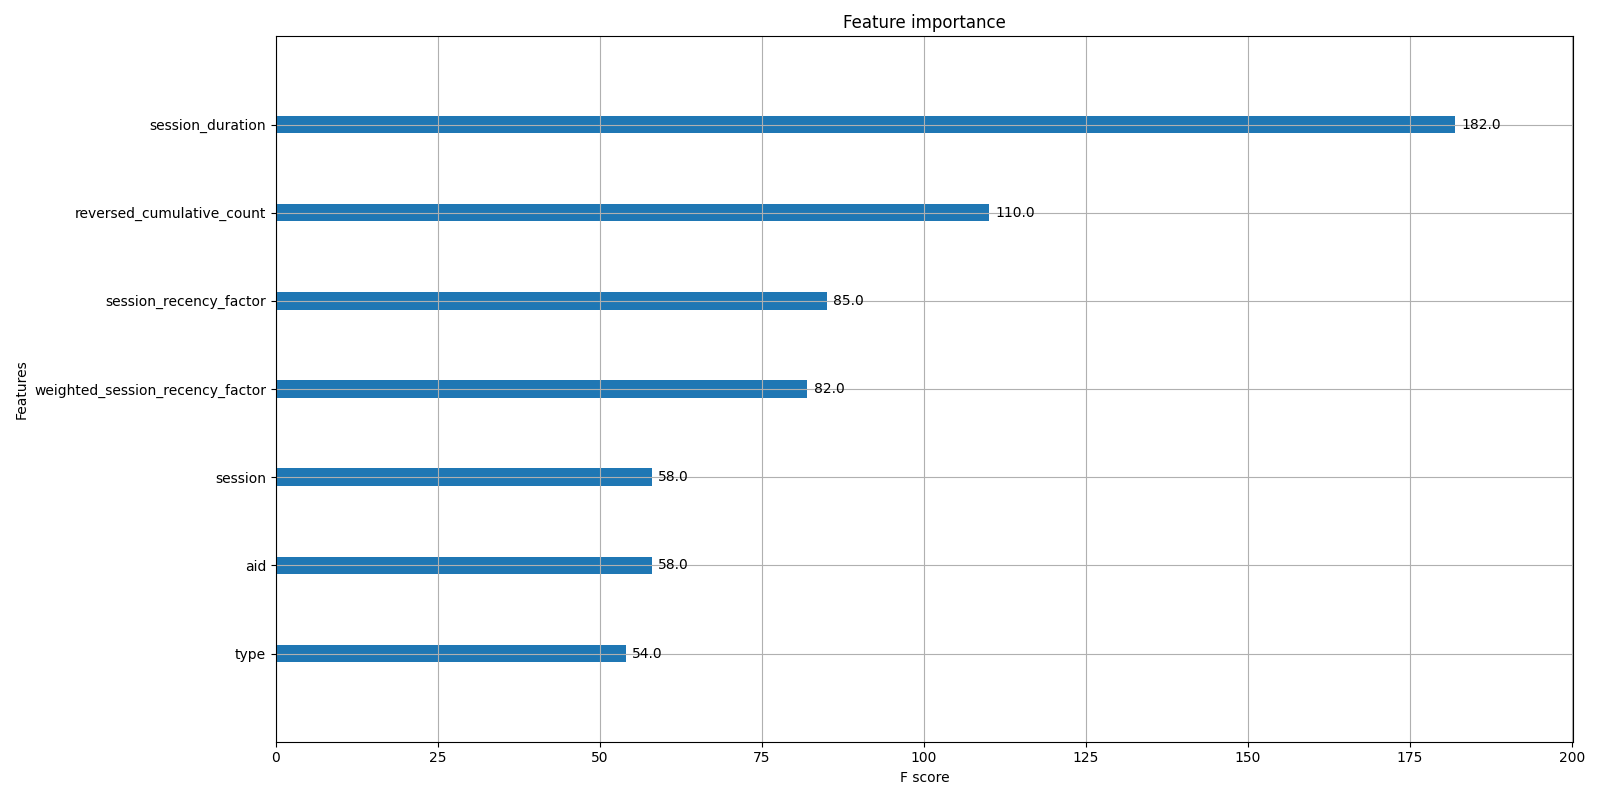 Feature importance
Features
session_duration
182.0
reversed_cumulative_count
110.0
session_recency_factor
85.0
weighted_session_recency_factor
82.0
session
58.0
aid
58.0
type
54.0
0 25 50 75 100 125 150 175 200
F score